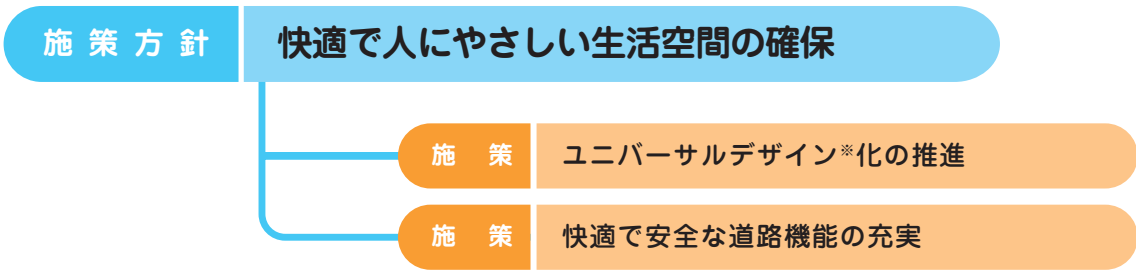 施策方針 快適で人にやさしい生活空間の確保
施策 ユニバーサルデザイン※化の推進
施策 快適で安全な道路機能の充実